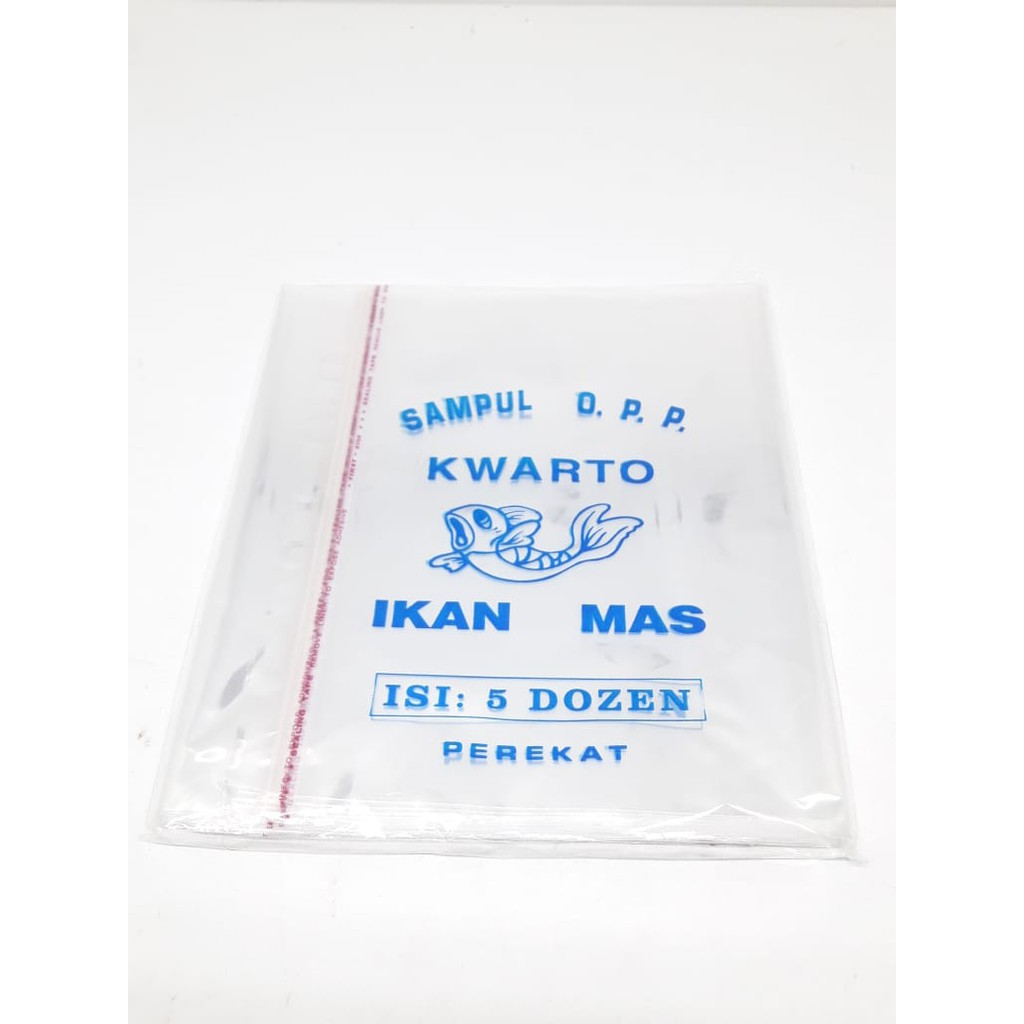 SAMPUL O. P. P.
KWARTO
IKAN MAS
ISI: 5 DOZEN
PEREKAT